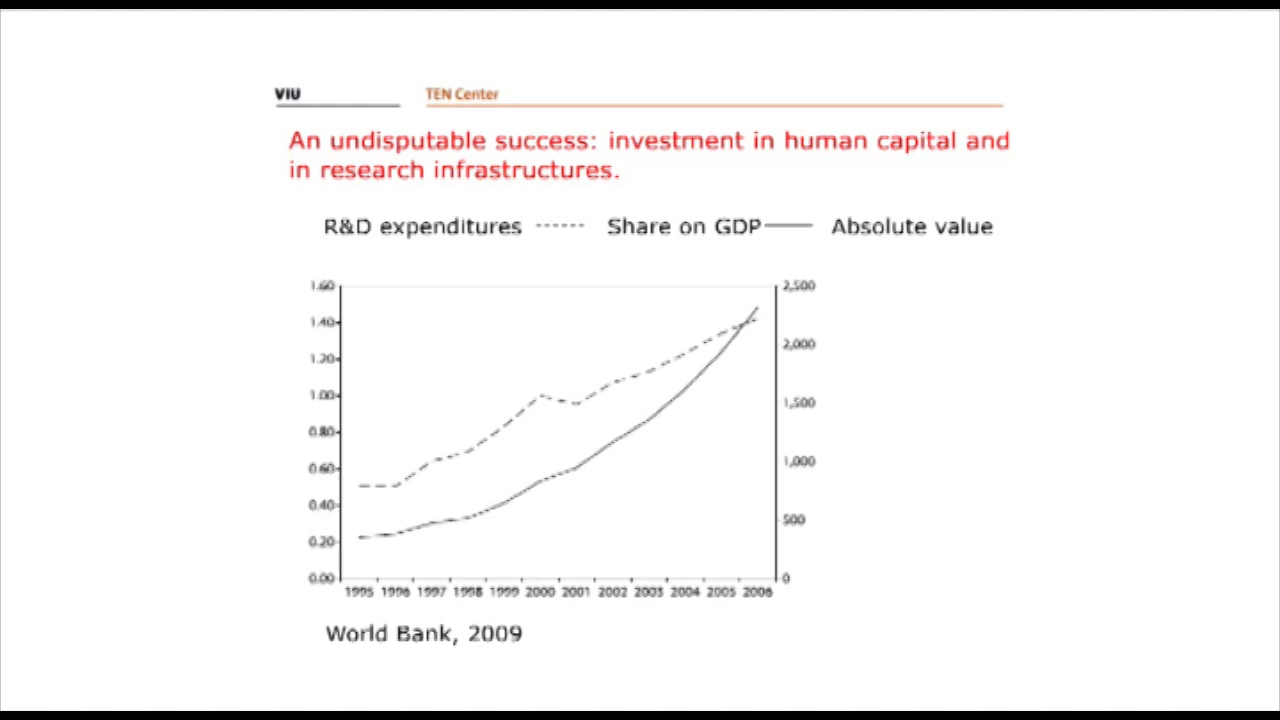 VIU TEN Center
An undisputable success: investment in human capital and
in research infrastructures.
R&D expenditures Share on GDP Absolute value
1.60 2,500
1.40
2,000
1.20
1.00 1,500
0.80
1,000
0.60
0.40 500
0.20
0.00 0
1995 1996 1997 1998 1999 2000 2001 2002 2003 2004 2005 2006
World Bank, 2009